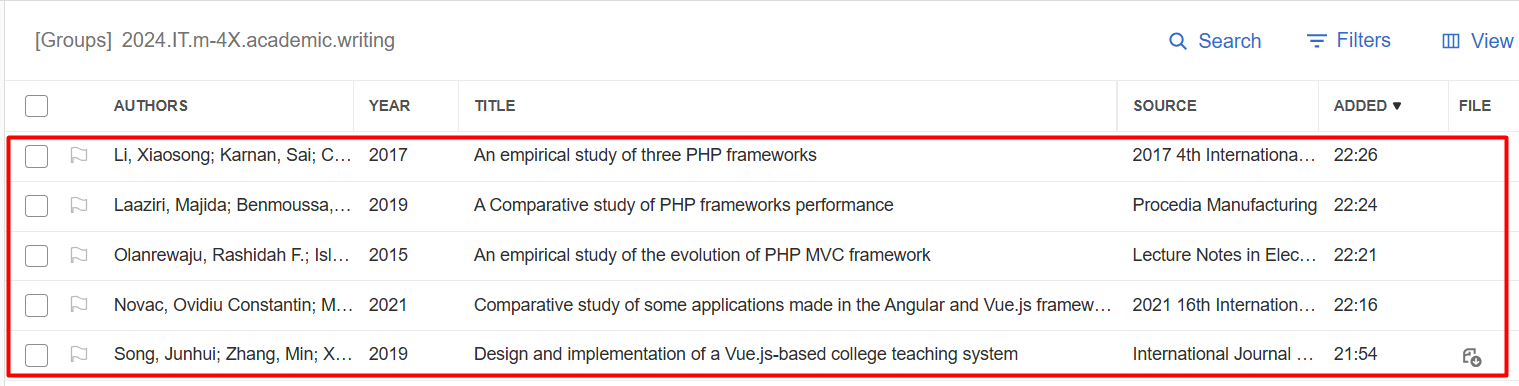 [Groups] 2024.IT.m-4X.academic.writing Search Filters View
AUTHORS YEAR TITLE SOURCE ADDED ▼ FILE
Li, Xiaosong; Karnan, Sai; C… 2017 An empirical study of three PHP frameworks 2017 4th Internationa… 22:26
Laaziri, Majida; Benmoussa,… 2019 A Comparative study of PHP frameworks performance Procedia Manufacturing 22:24
Olanrewaju, Rashidah F.; Isl… 2015 An empirical study of the evolution of PHP MVC framework Lecture Notes in Elec… 22:21
Novac, Ovidiu Constantin; M… 2021 Comparative study of some applications made in the Angular and Vue.js framew… 2021 16th Internation… 22:16
Song, Junhui; Zhang, Min; X… 2019 Design and implementation of a Vue.js-based college teaching system International Journal … 21:54